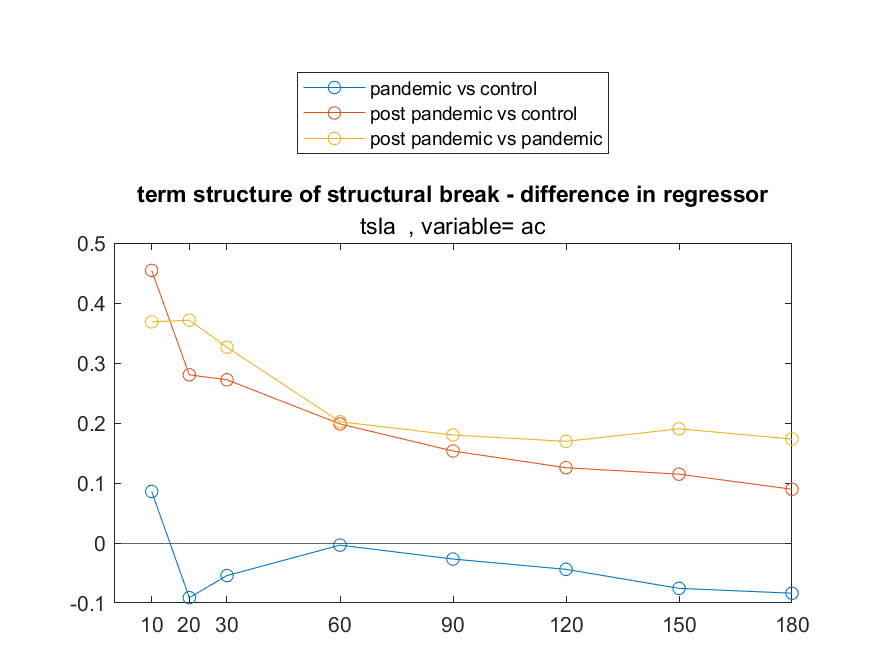 pandemic vs control
post pandemic vs control
post pandemic vs pandemic
term structure of structural break - difference in regressor
tsla  , variable= ac
0.5
0.4
0.3
0.2
0.1
0
-0.1
10 20 30 60 90 120 150 180